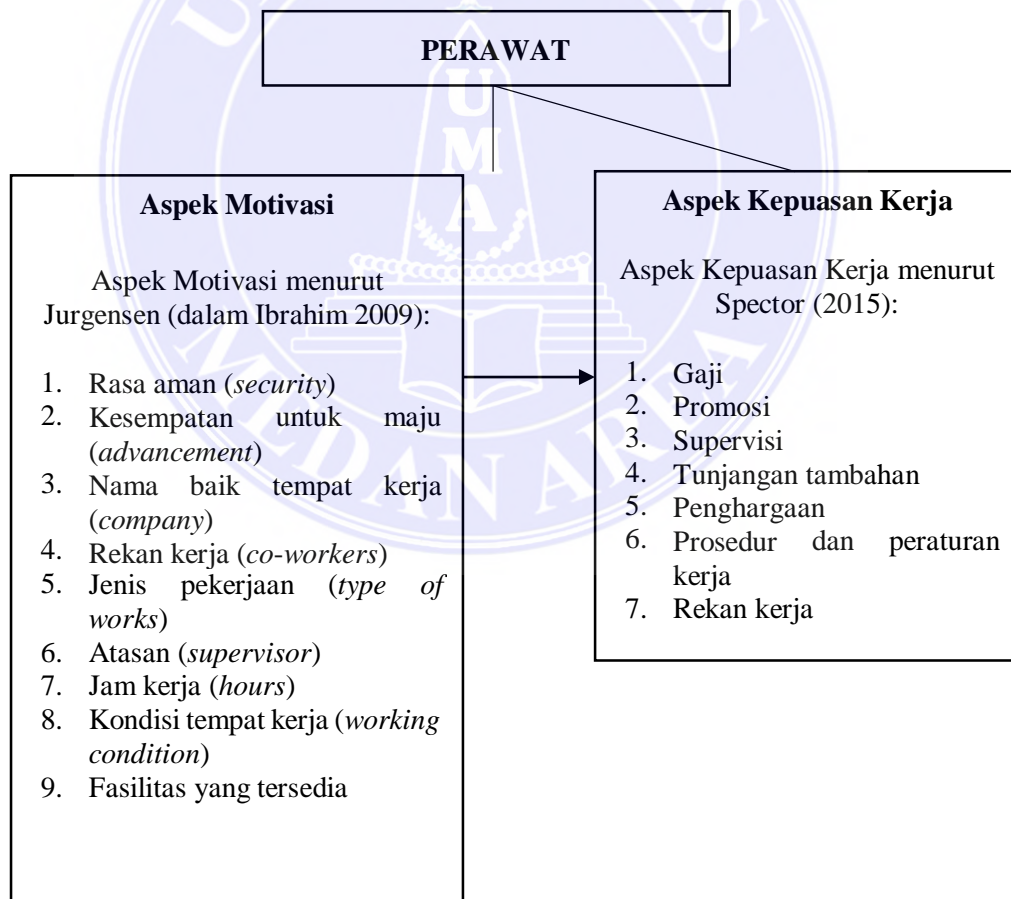 PERAWAT
Aspek Motivasi
Aspek Motivasi menurut
Jurgensen (dalam Ibrahim 2009):
1. Rasa aman (security)
2. Kesempatan untuk maju
(advancement)
3. Nama baik tempat kerja
(company)
4. Rekan kerja (co-workers)
5. Jenis pekerjaan (type of
works)
6. Atasan (supervisor)
7. Jam kerja (hours)
8. Kondisi tempat kerja (working
condition)
9. Fasilitas yang tersedia
Aspek Kepuasan Kerja
Aspek Kepuasan Kerja menurut
Spector (2015):
1. Gaji
2. Promosi
3. Supervisi
4. Tunjangan tambahan
5. Penghargaan
6. Prosedur dan peraturan
kerja
7. Rekan kerja
UMA
MEDAN AREA